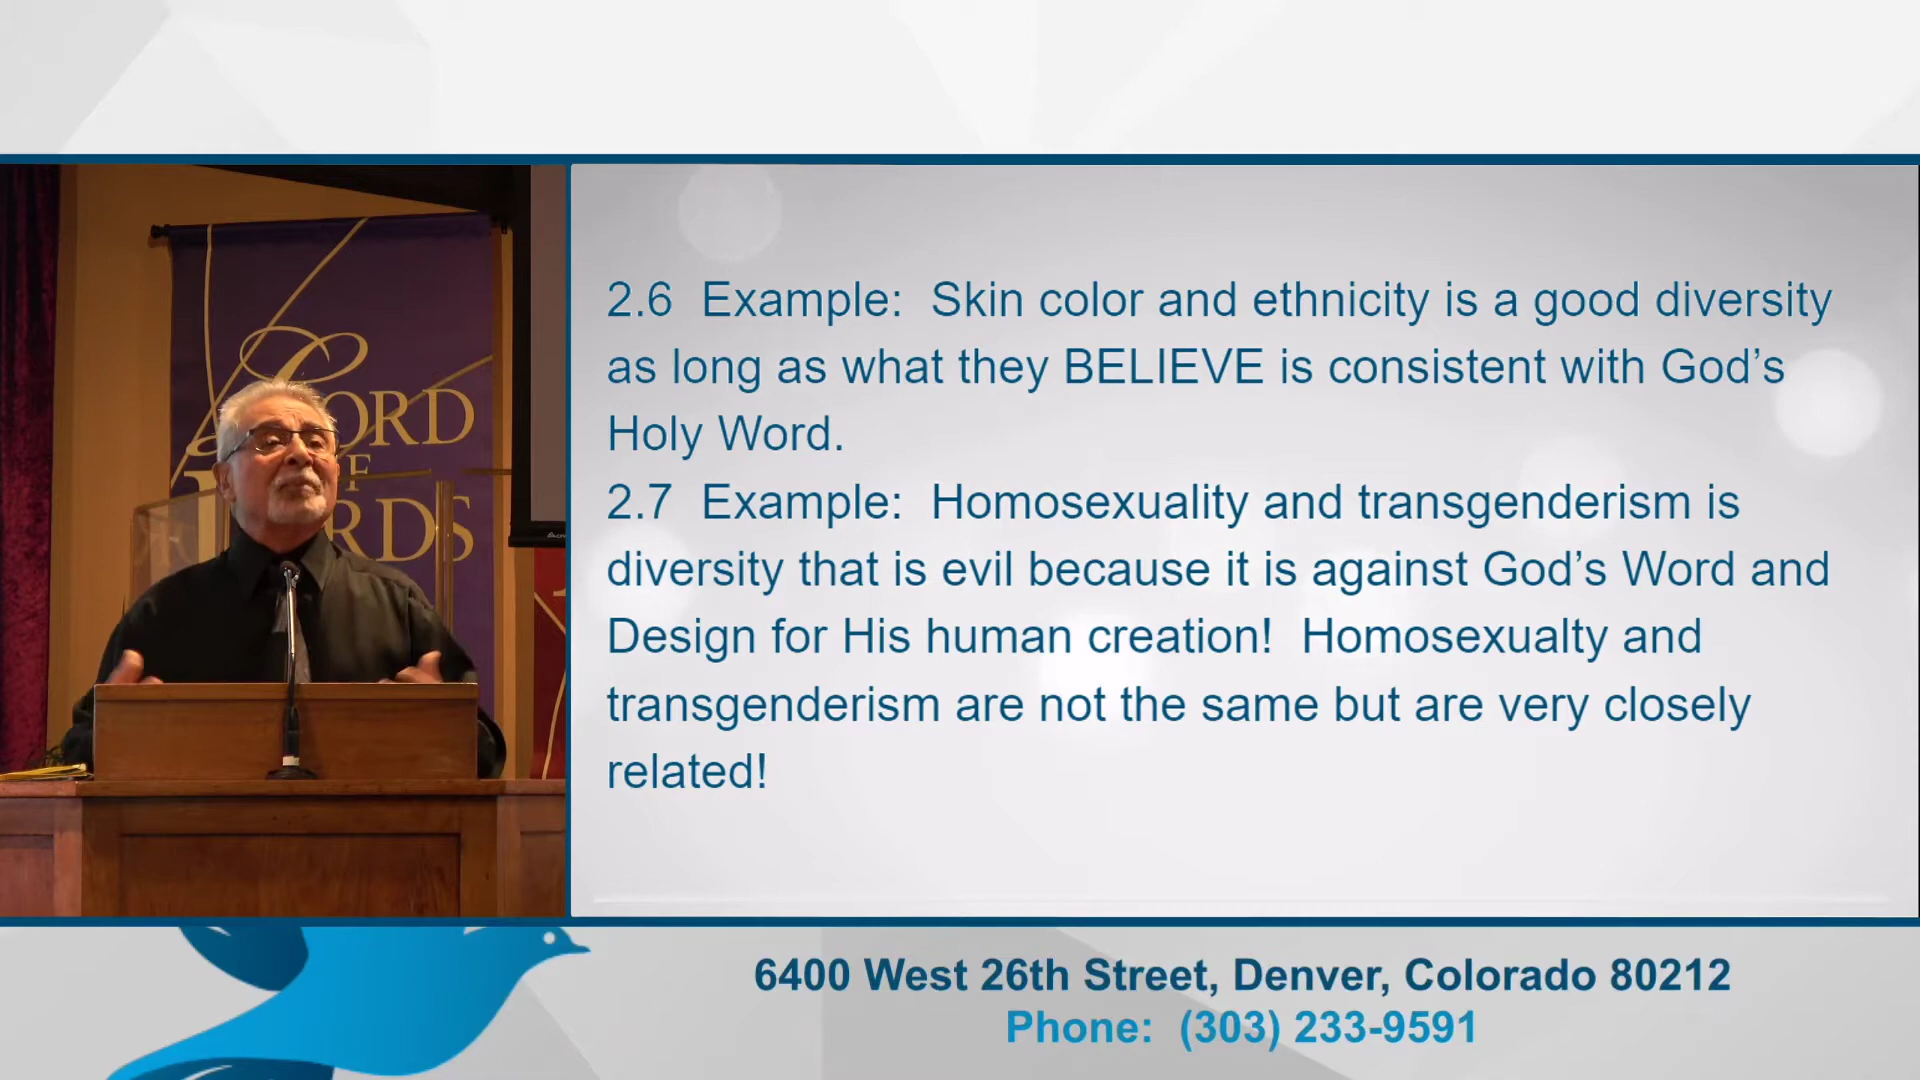 LORD
OF
LORDS
2.6 Example: Skin color and ethnicity is a good diversity
as long as what they BELIEVE is consistent with God’s
Holy Word.
2.7 Example: Homosexuality and transgenderism is
diversity that is evil because it is against God’s Word and
Design for His human creation! Homosexualty and
transgenderism are not the same but are very closely
related!
6400 West 26th Street, Denver, Colorado 80212
Phone: (303) 233-9591